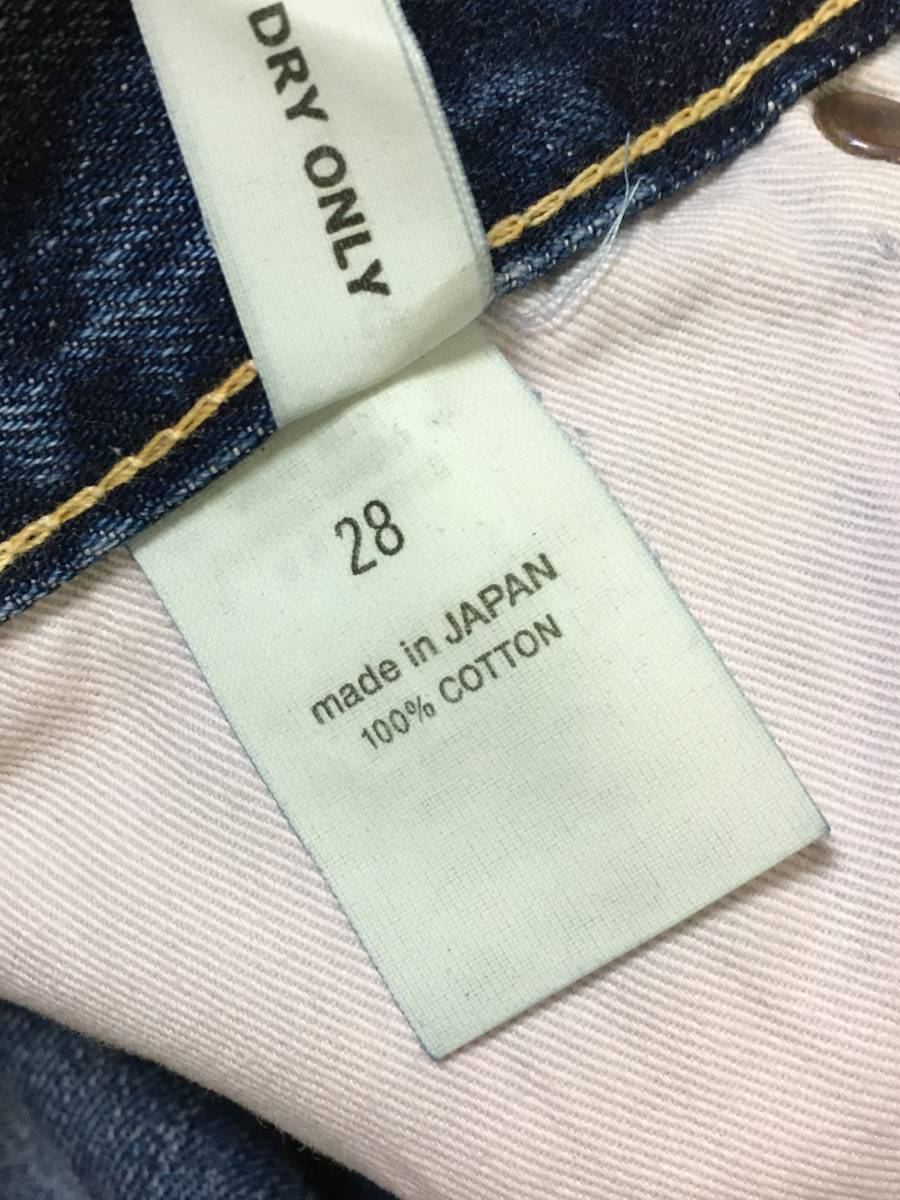 DRY ONLY
28
made in JAPAN
100% COTTON